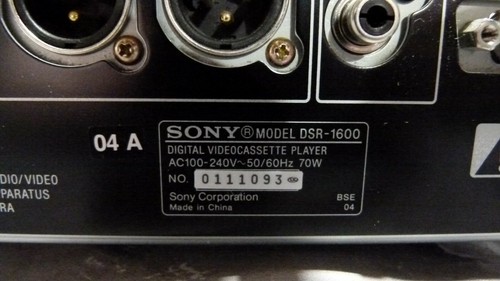 04 A
SONY® MODEL DSR-1600
DIGITAL VIDEOCASSETTE PLAYER
AC100-240V~50/60Hz 70W
NO. 0111093
Sony Corporation
Made in China
BSE
04
DIO/VIDEO
PARATUS
RA